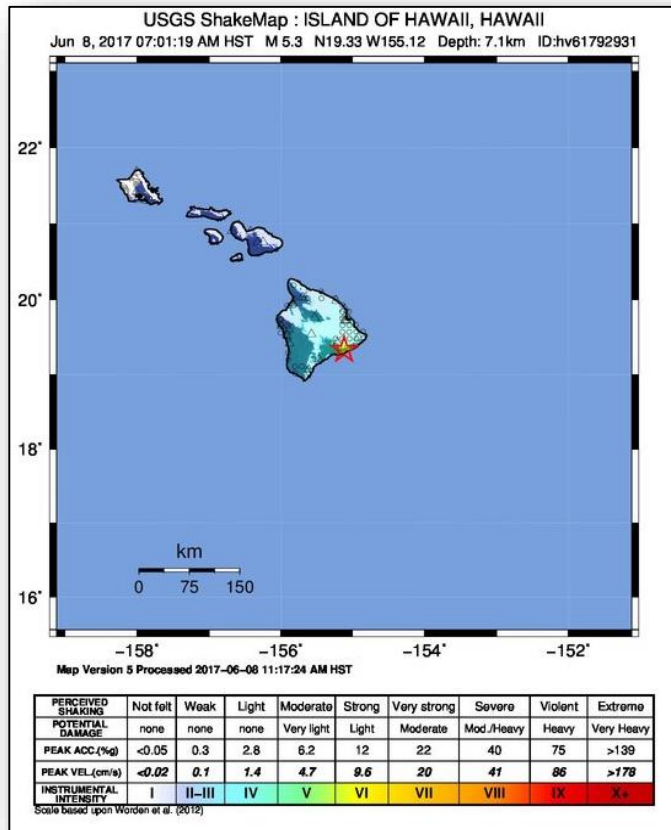 USGS ShakeMap : ISLAND OF HAWAII, HAWAII
Jun 8, 2017 07:01:19 AM HST M 5.3 N19.33 W155.12 Depth: 7.1km ID:hv61792931
22°
20°
18°
16°
km
0 75 150
-158° -156° -154° -152°
Map Version 5 Processed 2017-06-08 11:17:24 AM HST
PERCEIVED SHAKING Not felt Weak Light Moderate Strong Very strong Severe Violent Extreme
POTENTIAL DAMAGE none none none Very light Light Moderate Mod./Heavy Heavy Very Heavy
PEAK ACC.(%g) <0.05 0.3 2.8 6.2 12 22 40 75 >139
PEAK VEL.(cm/s) <0.02 0.1 1.4 4.7 9.6 20 41 86 >178
INSTRUMENTAL INTENSITY I II-III IV V VI VII VIII IX X+
Scale based upon Worden et al. (2012)